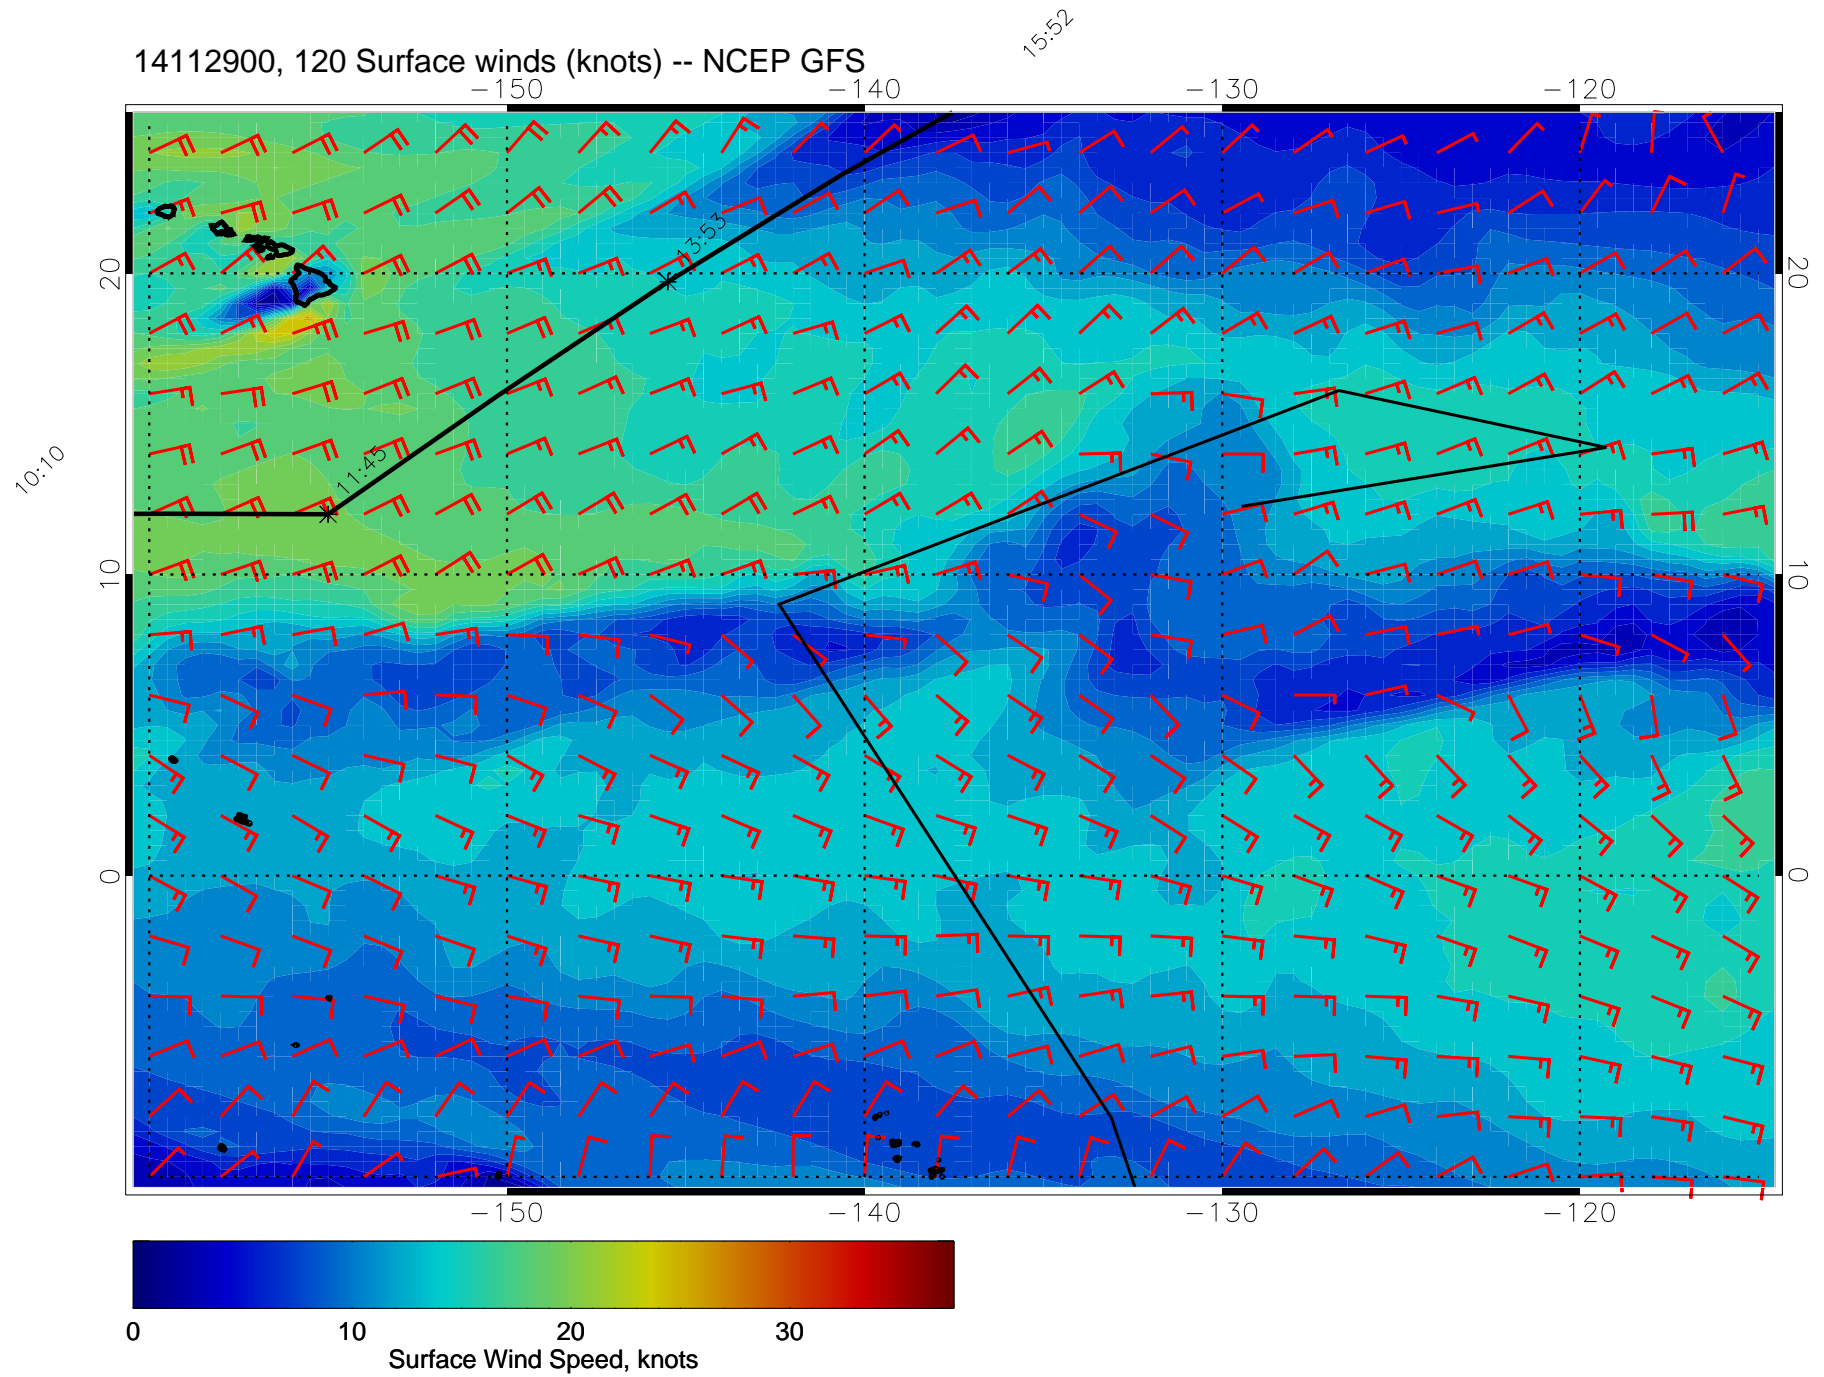 15:52
14112900, 120 Surface winds (knots) -- NCEP GFS
-150 -140 -130 -120
13:53
20 20
11:45
10:10
10 10
0 0
-150 -140 -130 -120
0 10 20 30
Surface Wind Speed, knots